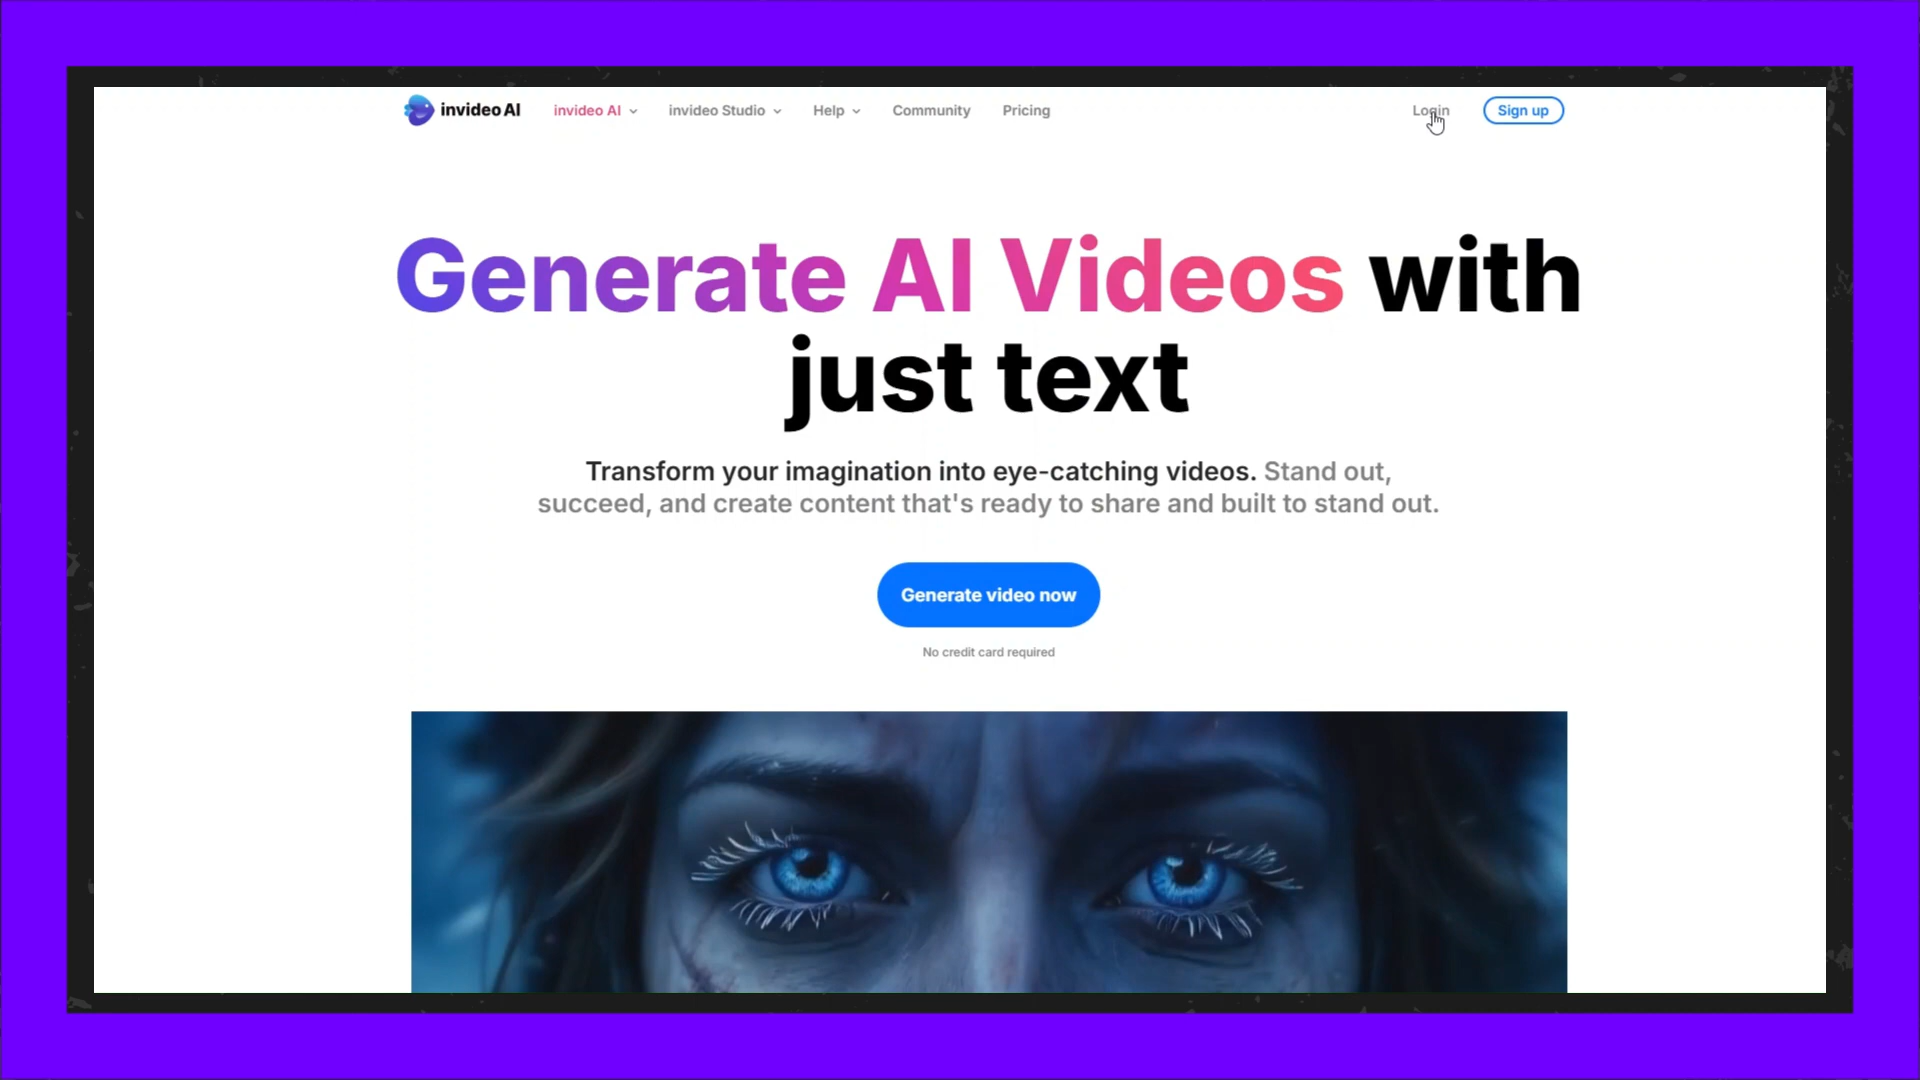 invideo AI invideo AI invideo Studio Help Community Pricing Login Sign up
Generate AI Videos with
just text
Transform your imagination into eye-catching videos. Stand out,
succeed, and create content that's ready to share and built to stand out.
Generate video now
No credit card required